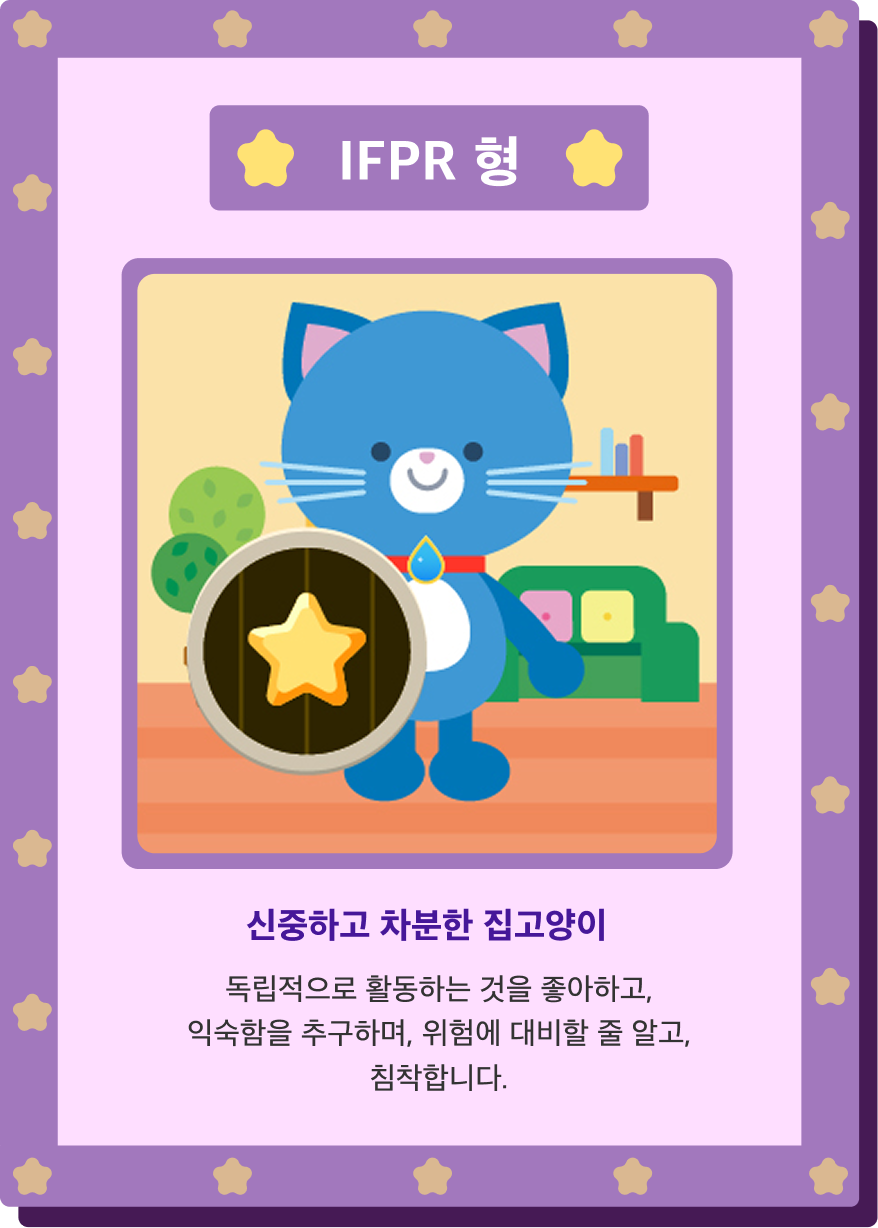 IFPR 형
신중하고 차분한 집고양이
독립적으로 활동하는 것을 좋아하고,
익숙함을 추구하며, 위험에 대비할 줄 알고,
침착합니다.